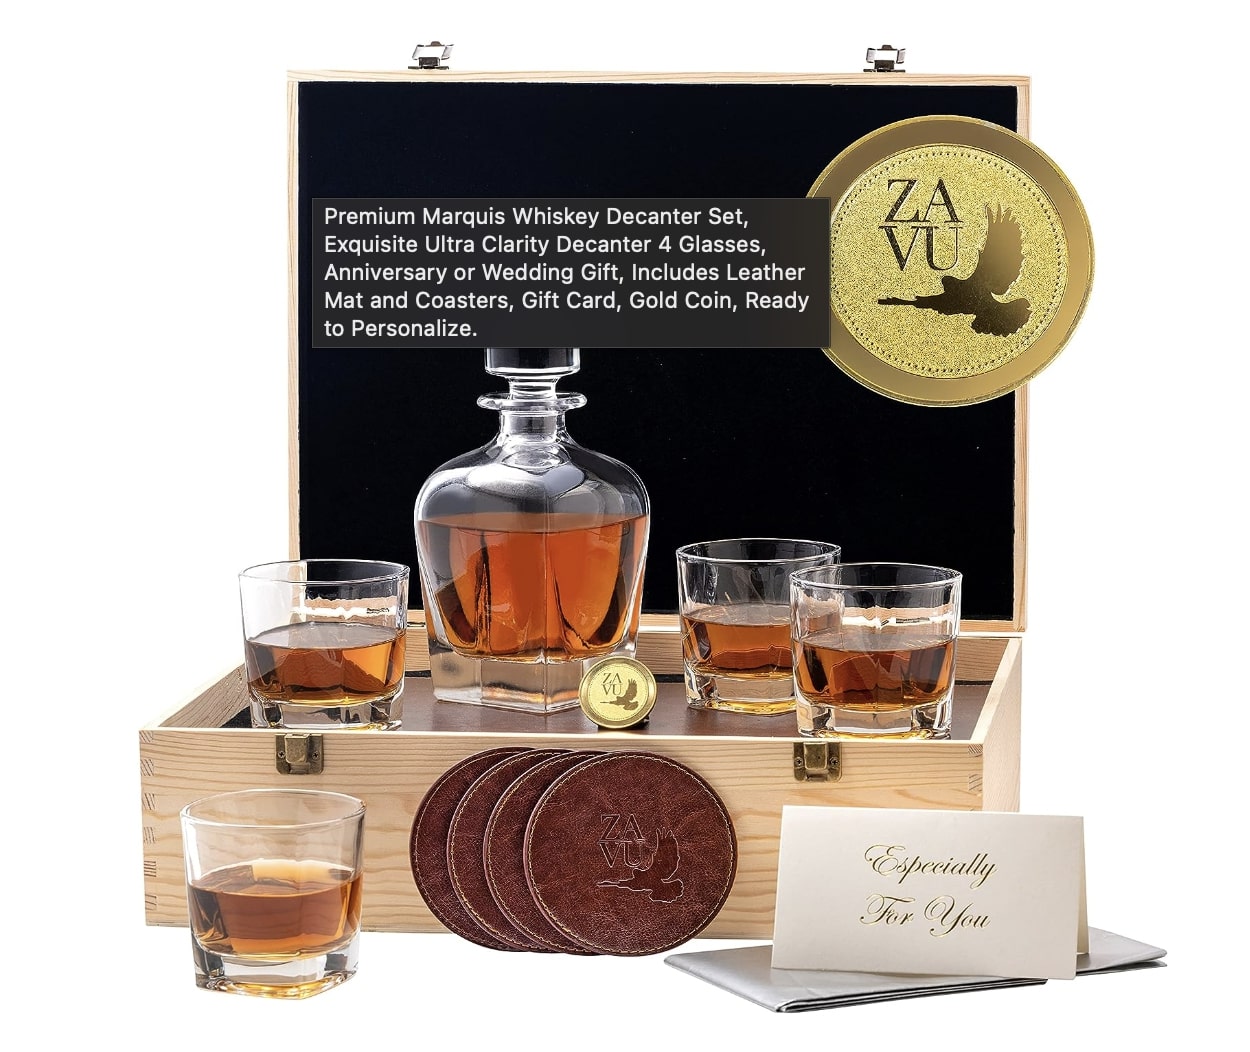 Premium Marquis Whiskey Decanter Set,
Exquisite Ultra Clarity Decanter 4 Glasses,
Anniversary or Wedding Gift, Includes Leather
Mat and Coasters, Gift Card, Gold Coin, Ready
to Personalize.
ZA
VU
ZA
VU
ZA
VU
Especially
For You